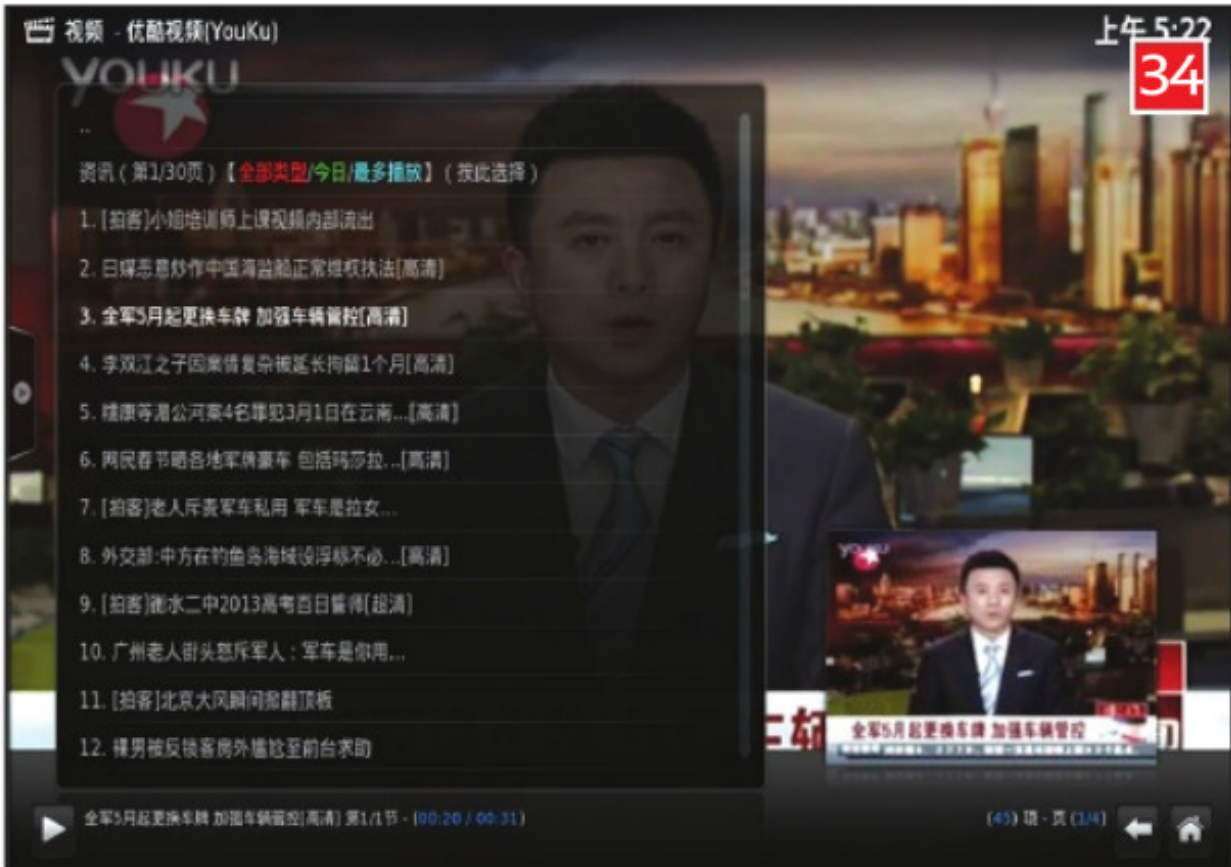 视频 - 优酷视频(YouKu)
上午 5:22
34
YOUKU
..
资讯 ( 第1/30页 ) 【全部类型/今日/最多播放】 ( 按此选择 )
1. [拍客]小姐培训师上课视频内部流出
2. 日媒恶意炒作中国海监船正常维权执法[高清]
3. 全军5月起更换车牌 加强车辆管控[高清]
4. 李双江之子因案情复杂被延长拘留1个月[高清]
5. 糯康等湄公河案4名罪犯3月1日在云南...[高清]
6. 网民春节晒各地军牌豪车 包括玛莎拉...[高清]
7. [拍客]老人斥责军车私用 军车是拉女...
8. 外交部:中方在钓鱼岛海域设浮标不必...[高清]
9. [拍客]衡水二中2013高考百日誓师[超清]
10. 广州老人街头怒斥军人：军车是你用...
11. [拍客]北京大风瞬间掀翻顶板
12. 裸男被反锁客房外尴尬至前台求助
YOUKU
车辆
全军5月起更换车牌 加强车辆管控
全军5月起更换车牌 加强车辆管控[高清] 第1/1节 - (00:20 / 00:31)
(45) 项 - 页 (1/4)